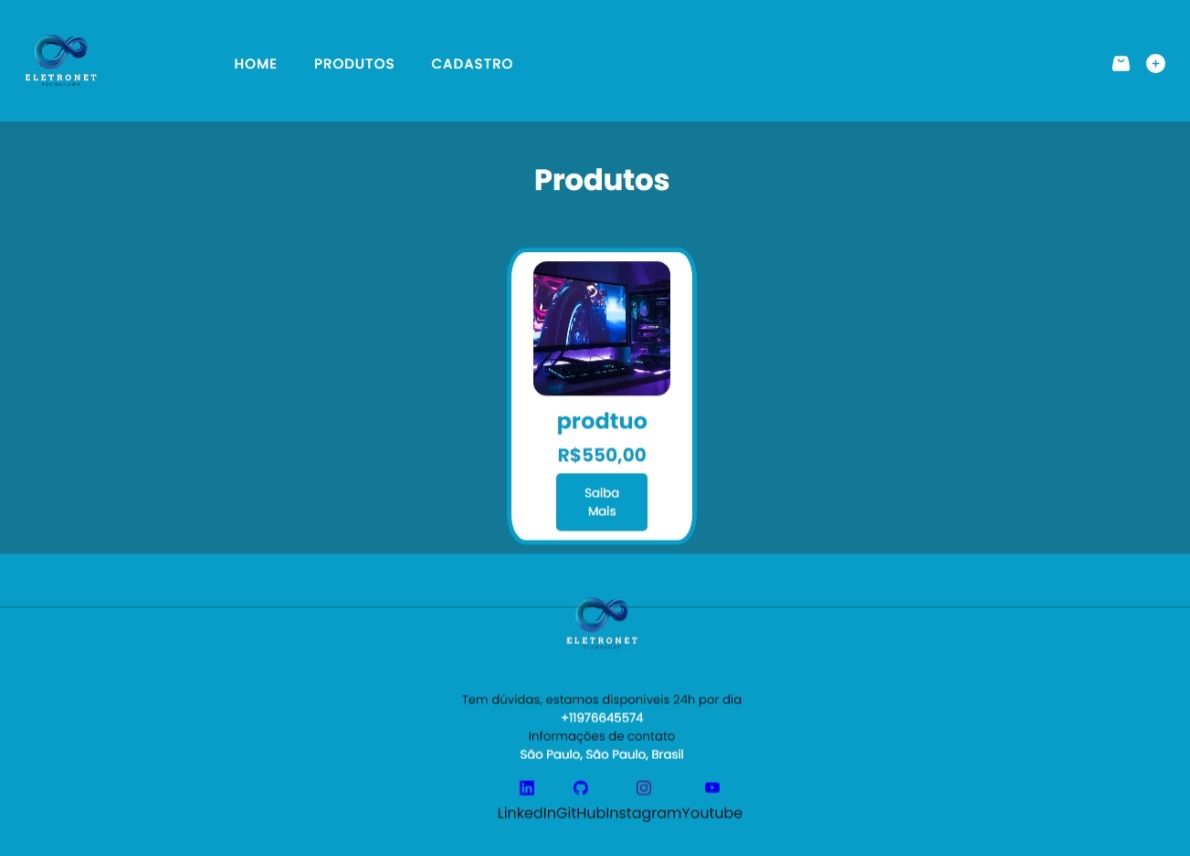 ELETRONET
HOME PRODUTOS CADASTRO
Produtos
prodtuo
R$550,00
Saiba
Mais
ELETRONET
Tem dúvidas, estamos disponiveis 24h por dia
+11976645574
Informações de contato
São Paulo, São Paulo, Brasil
LinkedInGitHubInstagramYoutube